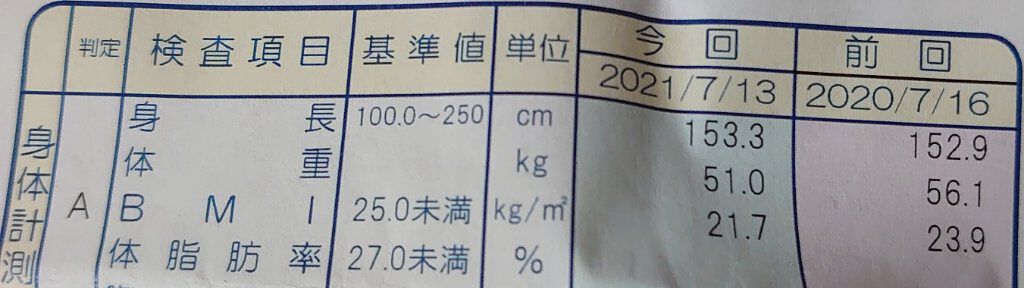 判定 検査項目 基準値 単位 今回 前回
2021/7/13 2020/7/16
身体計測
A
身長 100.0～250 cm 153.3 152.9
体重 kg 51.0 56.1
BMI 25.0未満 kg/㎡ 21.7 23.9
体脂肪率 27.0未満 %